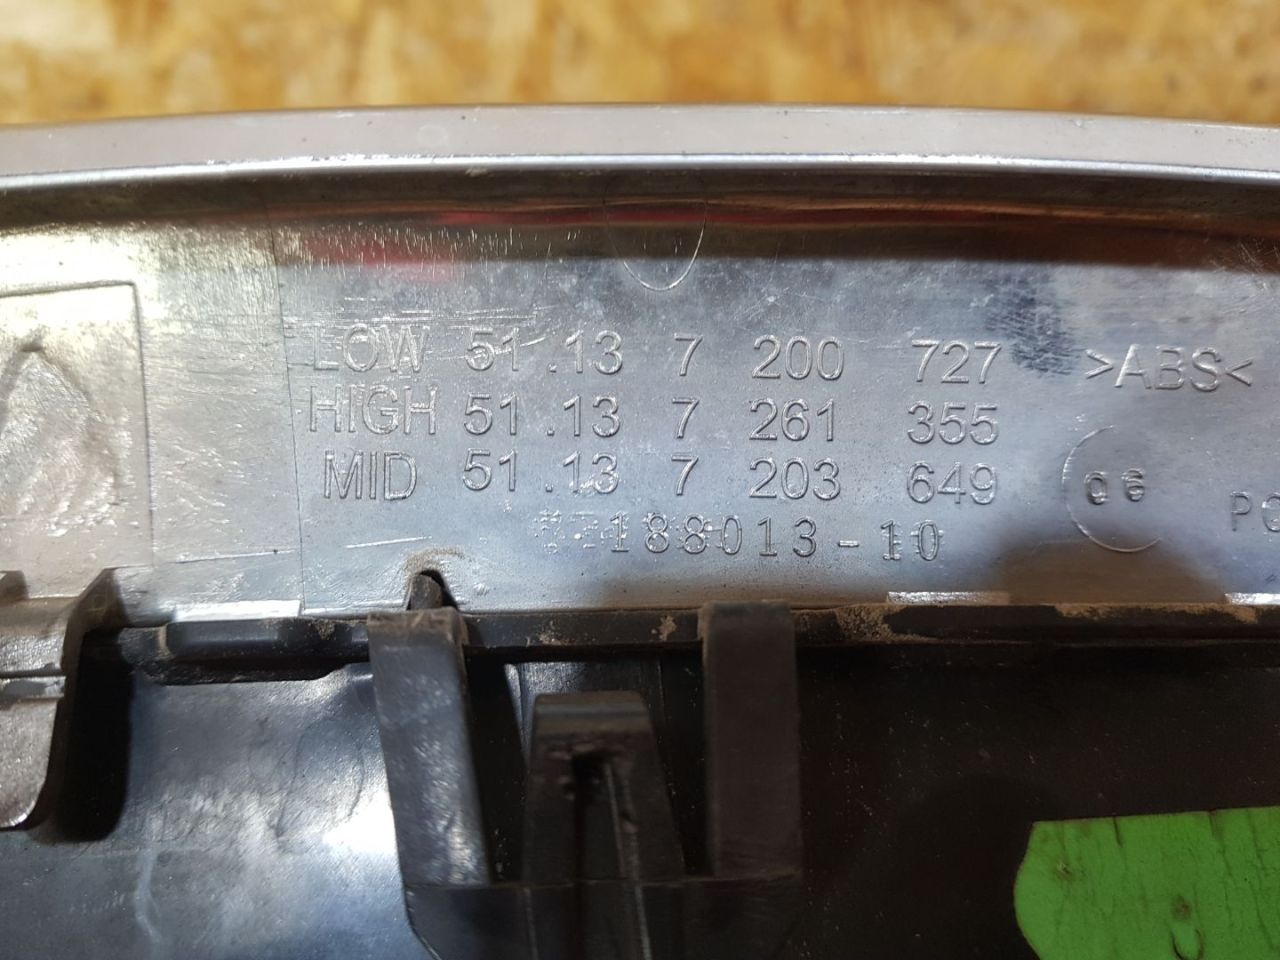 LOW 51.13 7 200 727 >ABS<
HIGH 51.13 7 261 355
MID 51.13 7 203 649
06
188013-10